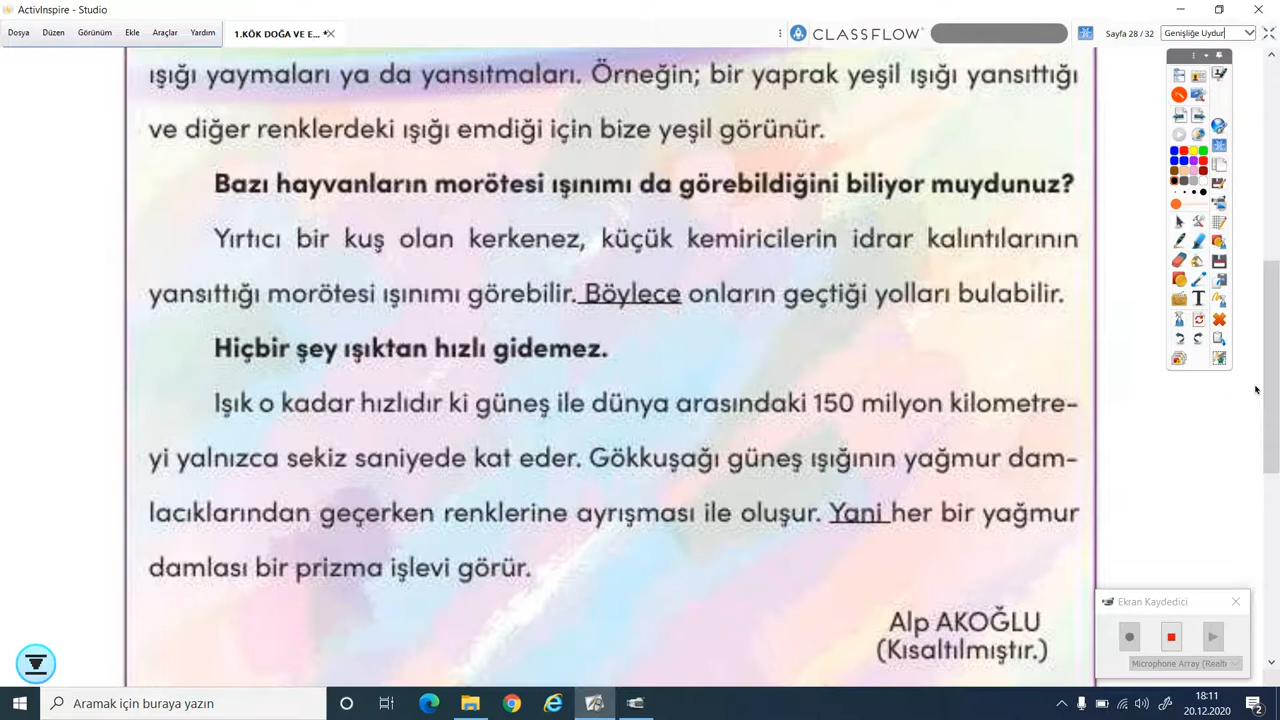 ActivInspire - Studio
Dosya Düzen Görünüm Ekle Araçlar Yardım
1.KÖK DOĞA VE E... *
CLASSFLOW
Sayfa 28 / 32
Genişliğe Uydur
ışığı yaymaları ya da yansıtmaları. Örneğin; bir yaprak yeşil ışığı yansıttığı
ve diğer renklerdeki ışığı emdiği için bize yeşil görünür.
Bazı hayvanların morötesi ışınımı da görebildiğini biliyor muydunuz?
Yırtıcı bir kuş olan kerkenez, küçük kemiricilerin idrar kalıntılarının
yansıttığı morötesi ışınımı görebilir. Böylece onların geçtiği yolları bulabilir.
Hiçbir şey ışıktan hızlı gidemez.
Işık o kadar hızlıdır ki güneş ile dünya arasındaki 150 milyon kilometre-
yi yalnızca sekiz saniyede kat eder. Gökkuşağı güneş ışığının yağmur dam-
lacıklarından geçerken renklerine ayrışması ile oluşur. Yani her bir yağmur
damlası bir prizma işlevi görür.
Alp AKOĞLU
(Kısaltılmıştır.)
Ekran Kaydedici
Microphone Array (Realt
Aramak için buraya yazın
18:11
20.12.2020
2